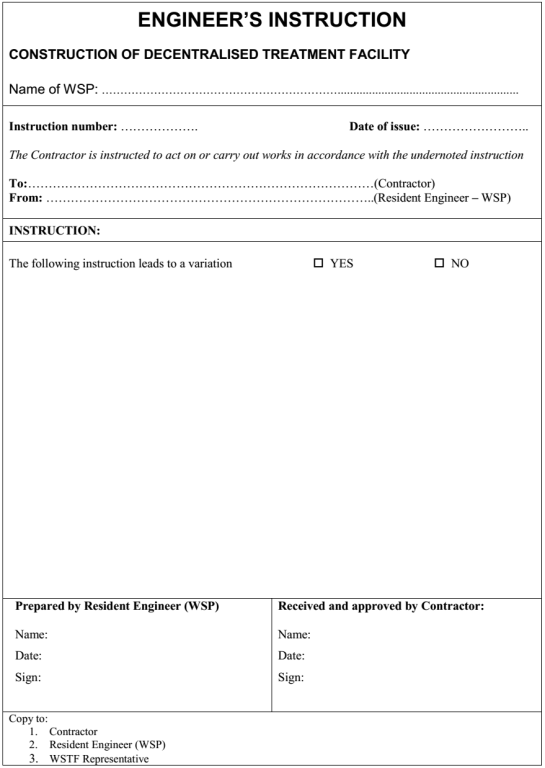 ENGINEER'S INSTRUCTION
CONSTRUCTION OF DECENTRALISED TREATMENT FACILITY
Name of WSP: ................................................................................................................
Instruction number: ………………. Date of issue: ……………………..
The Contractor is instructed to act on or carry out works in accordance with the undernoted instruction
To:…………………………………………………………………………(Contractor)
From: ……………………………………………………………………..(Resident Engineer – WSP)
INSTRUCTION:
The following instruction leads to a variation ☐ YES ☐ NO
Prepared by Resident Engineer (WSP) Received and approved by Contractor:
Name: Name:
Date: Date:
Sign: Sign:
Copy to:
1. Contractor
2. Resident Engineer (WSP)
3. WSTF Representative